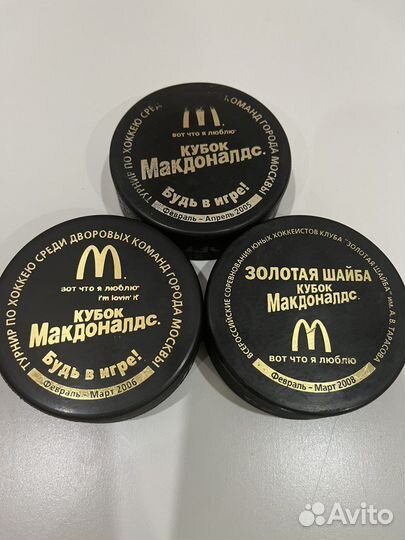 ТУРНИР ПО ХОККЕЮ СРЕД КОМАНД ГОРОДА МОСКВЫ
вот что я люблю
КУБОК
Макдоналдс.
Будь в игре!
Февраль - Апрель 2005
ТУРНИР ПО ХОККЕЮ СРЕДИ ДВОРОВЫХ КОМАНД ГОРОДА МОСКВЫ
вот что я люблю
i'm lovin' it
КУБОК
Макдоналдс.
Будь в игре!
Февраль - Март 2006
ВСЕРОССИЙСКИЕ СОРЕВНОВАНИЯ ЮНЫХ ХОККЕИСТОВ КЛУБА "ЗОЛОТАЯ ШАЙБА" им. А.В. ТАРАСОВА
ЗОЛОТАЯ ШАЙБА
КУБОК
Макдоналдс.
вот что я люблю
Февраль - Март 2008
Avito